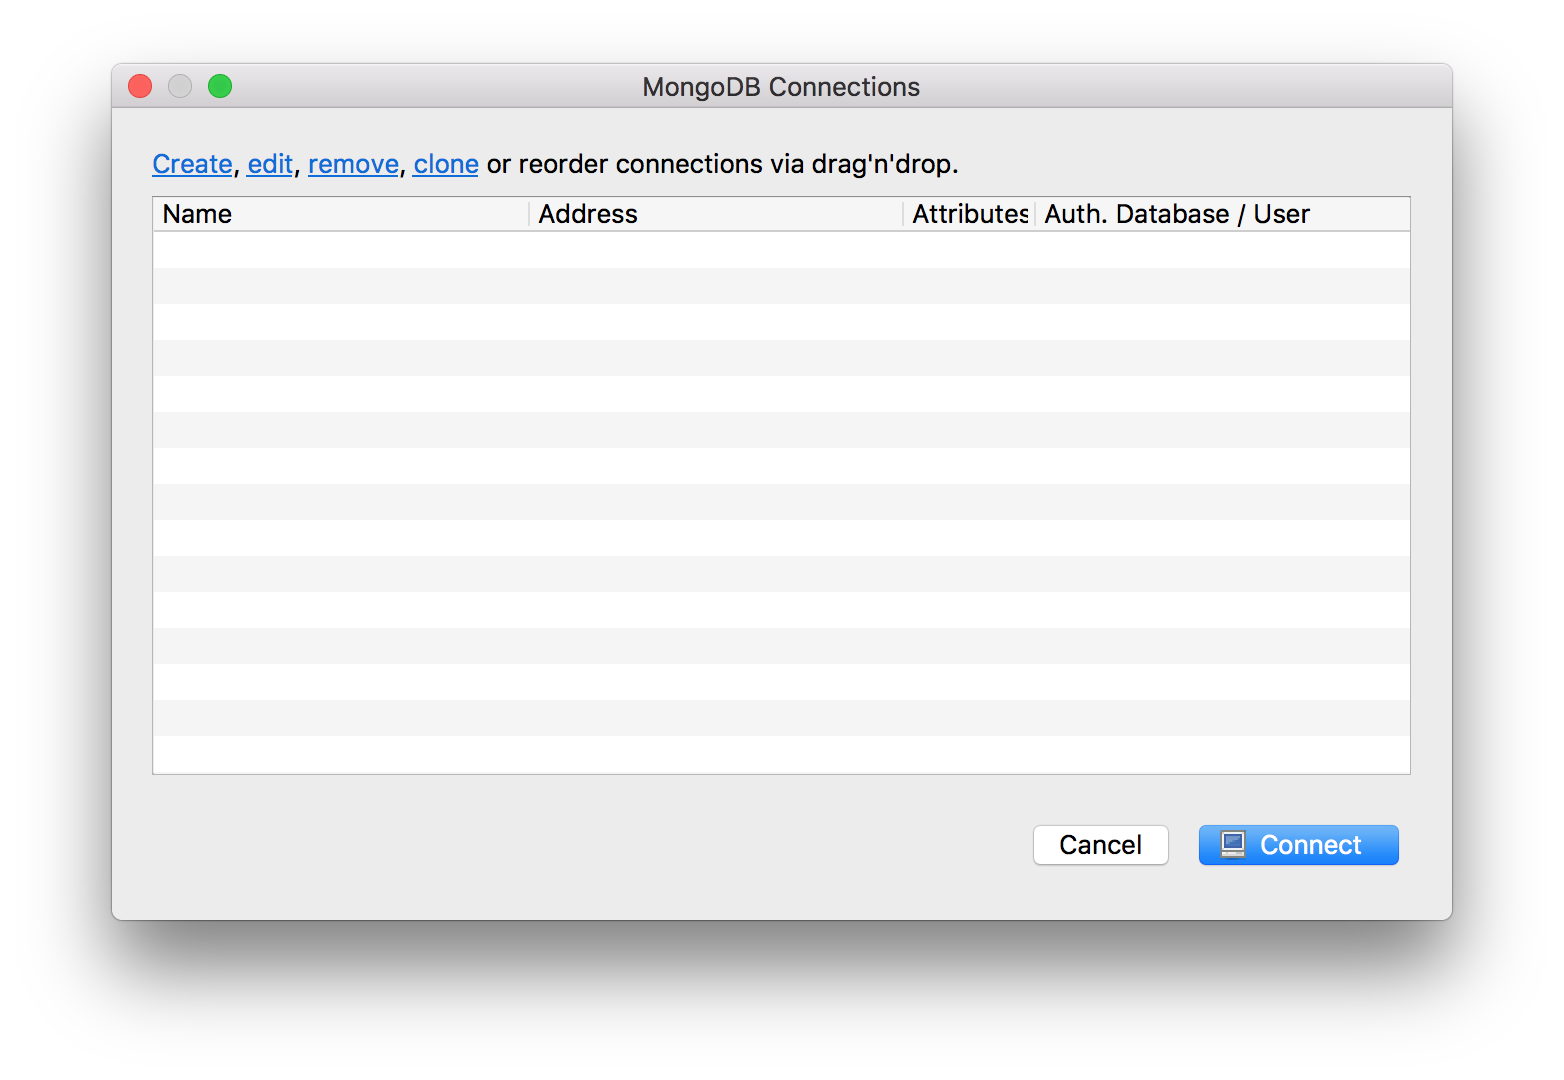 MongoDB Connections
Create, edit, remove, clone or reorder connections via drag'n'drop.
Name Address Attributes Auth. Database / User
Cancel Connect